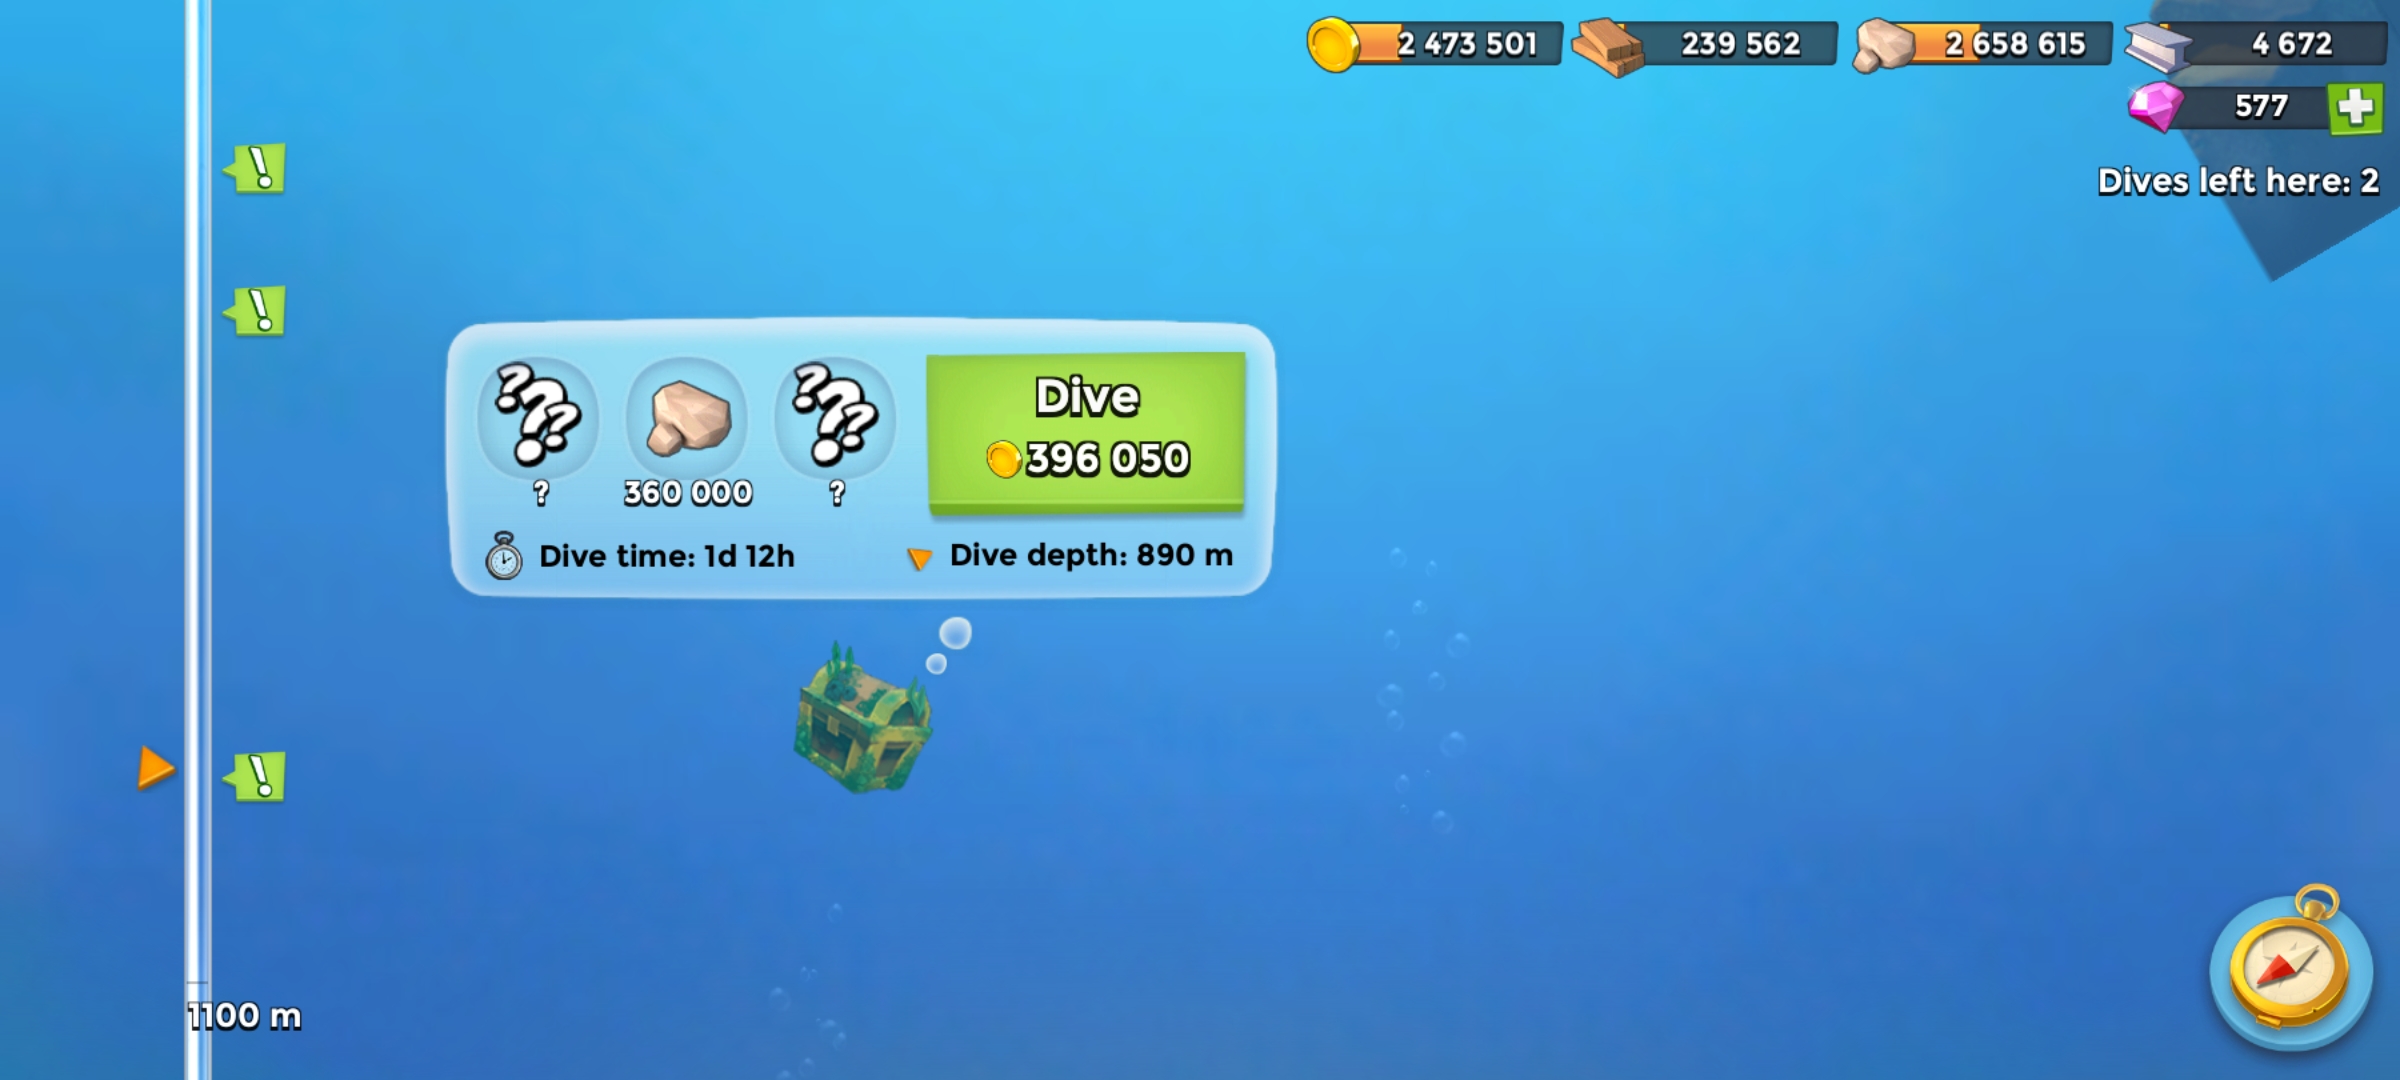 2 473 501
239 562
2 658 615
4 672
577
Dives left here: 2
?
360 000
?
Dive
396 050
Dive time: 1d 12h
Dive depth: 890 m
1100 m